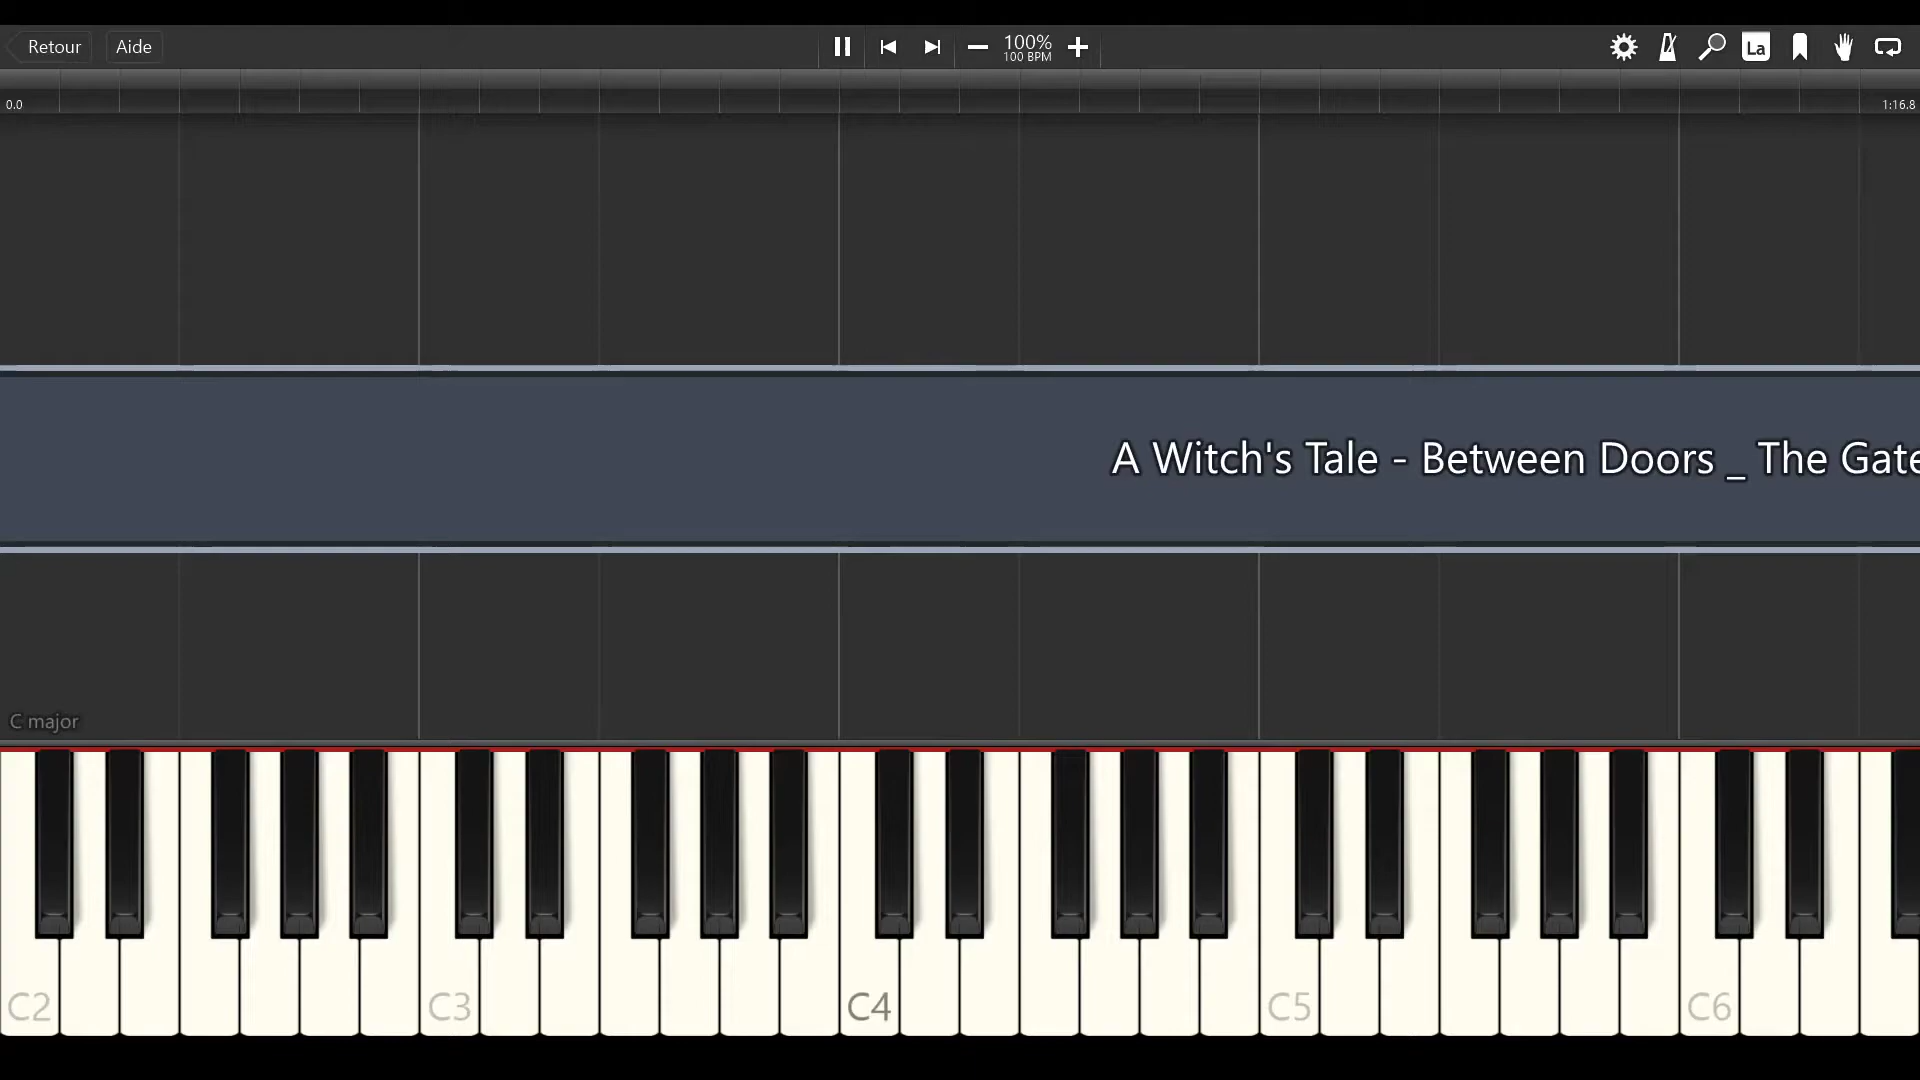 Retour Aide 100% La
100 BPM
0.0 1:16.8
A Witch's Tale - Between Doors _ The Gate
C major
C2 C3 C4 C5 C6